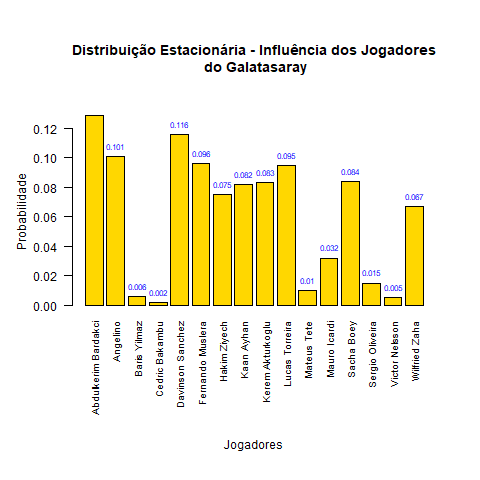 Distribuição Estacionária - Influência dos Jogadores
do Galatasaray
Probabilidade
0.12
0.10
0.08
0.06
0.04
0.02
0.00
0.101
0.006
0.002
0.116
0.096
0.075
0.082
0.083
0.095
0.01
0.032
0.084
0.015
0.005
0.067
Abdulkerim Bardakci
Angelino
Baris Yilmaz
Cedric Bakambu
Davinson Sanchez
Fernando Muslera
Hakim Ziyech
Kaan Ayhan
Kerem Akturkoglu
Lucas Torreira
Mateus Tete
Mauro Icardi
Sacha Boey
Sergio Oliveira
Victor Nelsson
Wilfried Zaha
Jogadores